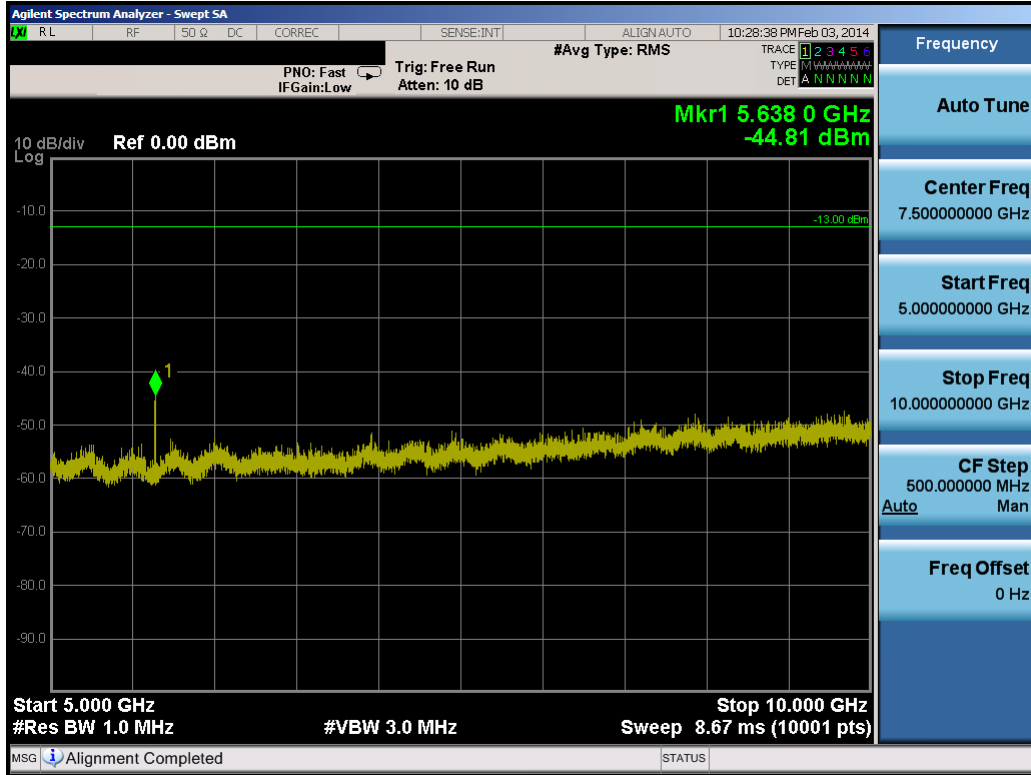 Agilent Spectrum Analyzer - Swept SA
LXI RL RF 50 Ω DC CORREC SENSE:INT ALIGN AUTO 10:28:38 PM Feb 03, 2014
#Avg Type: RMS TRACE 1 2 3 4 5 6
PNO: Fast Trig: Free Run TYPE M WWWWW
IFGain:Low Atten: 10 dB DET A N N N N N
Mkr1 5.638 0 GHz
-44.81 dBm
10 dB/div Ref 0.00 dBm
Log
-10.0
-13.00 dBm
-20.0
-30.0
-40.0
1
-50.0
-60.0
-70.0
-80.0
-90.0
Start 5.000 GHz Stop 10.000 GHz
#Res BW 1.0 MHz #VBW 3.0 MHz Sweep 8.67 ms (10001 pts)
MSG Alignment Completed STATUS
Frequency
Auto Tune
Center Freq
7.500000000 GHz
Start Freq
5.000000000 GHz
Stop Freq
10.000000000 GHz
CF Step
500.000000 MHz
Auto Man
Freq Offset
0 Hz